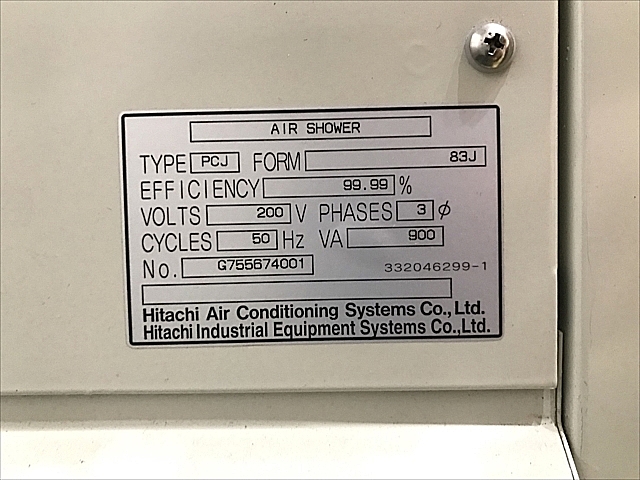 AIR SHOWER
TYPE PCJ FORM 83J
EFFICIENCY 99.99 %
VOLTS 200 V PHASES 3 ϕ
CYCLES 50 Hz VA 900
No. G755674001 332046299-1
Hitachi Air Conditioning Systems Co., Ltd.
Hitachi Industrial Equipment Systems Co.,Ltd.